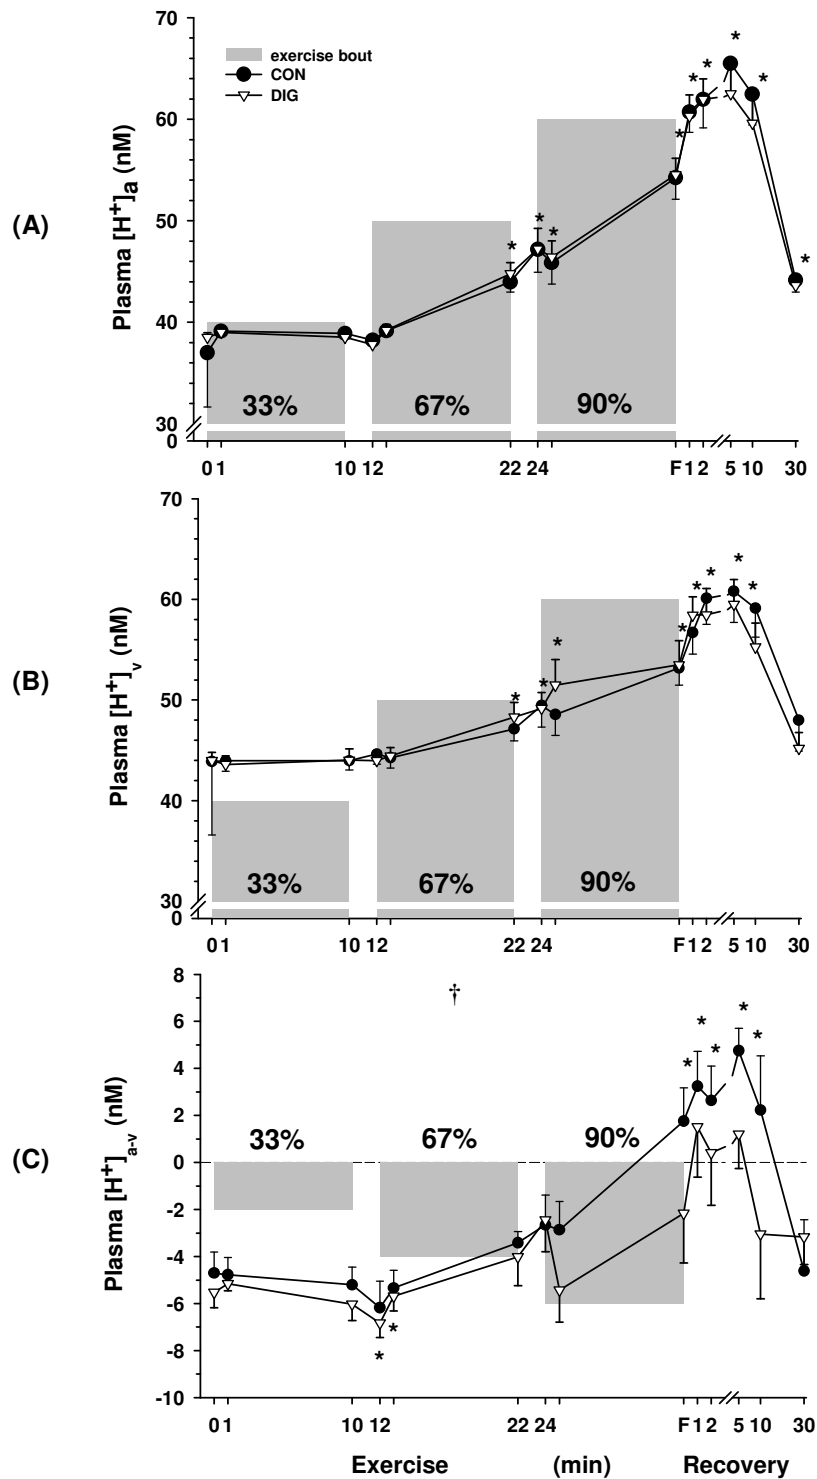 70
exercise bout
CON
DIG
60
50
40
30
0
Plasma [H+]a (nM)
(A)
33%
67%
90%
* * * * * * * * * *
0 1 10 12 22 24 F 1 2 5 10 30
70
60
50
40
30
0
Plasma [H+]v (nM)
(B)
33%
67%
90%
* * * * * * * *
0 1 10 12 22 24 F 1 2 5 10 30
8
6
4
2
0
-2
-4
-6
-8
-10
Plasma [H+]a-v (nM)
(C)
†
33%
67%
90%
* * * * * * *
0 1 10 12 22 24 F 1 2 5 10 30
Exercise (min) Recovery